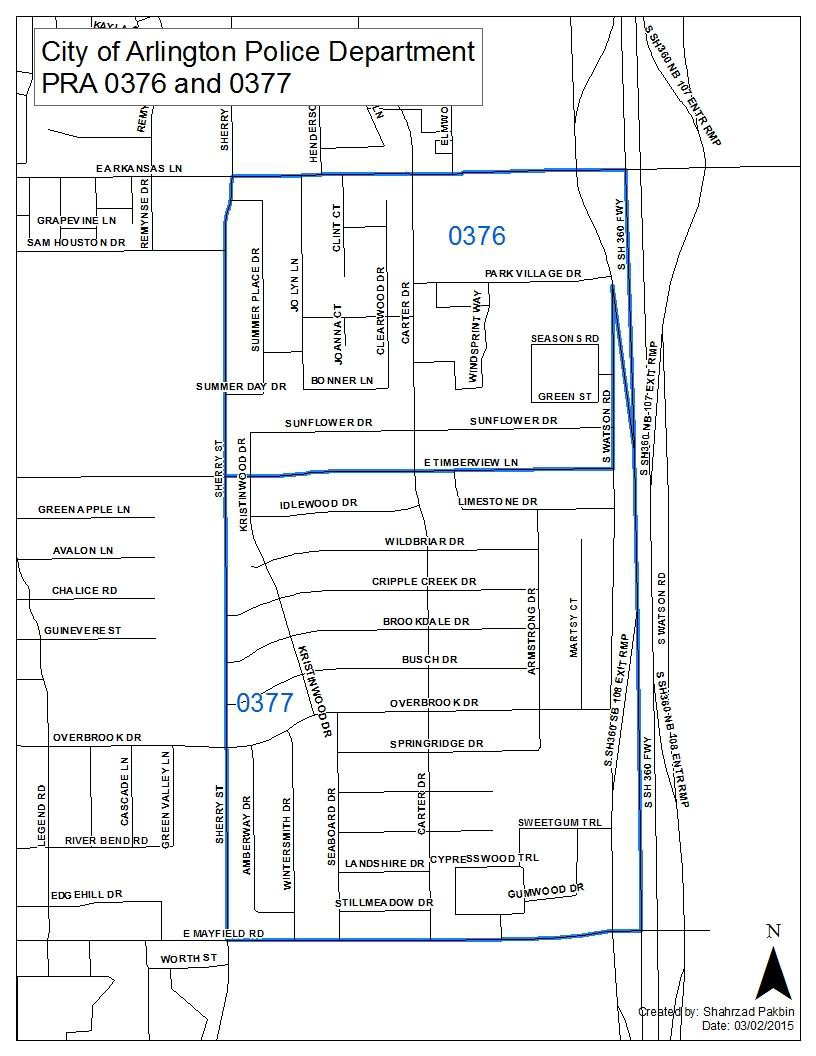 KAYLA
City of Arlington Police Department
PRA 0376 and 0377
REMY
SHERRY
HENDERSO
LN
ELMWO
S SH360 NB 107 ENTR RMP
E ARKANSAS LN
GRAPEVINE LN
SAM HOUSTON DR
REMYNSE DR
SUMMER PLACE DR
JO LYN LN
CLINT CT
JOANNA CT
CLEARWOOD DR
CARTER DR
0376
S SH 360 FWY
PARK VILLAGE DR
WINDSPRINT WAY
SEASONS RD
GREEN ST
S WATSON RD
S SH360 NB 107 EXIT RMP
SUMMER DAY DR
BONNER LN
SUNFLOWER DR
SUNFLOWER DR
SHERRY ST
KRISTINWOOD DR
E TIMBERVIEW LN
GREEN APPLE LN
IDLEWOOD DR
LIMESTONE DR
AVALON LN
WILDBRIAR DR
CHALICE RD
CRIPPLE CREEK DR
GUINEVERE ST
BROOKDALE DR
ARMSTRONG DR
MARTSY CT
S WATSON RD
BUSCH DR
KRISTINWOOD DR
0377
OVERBROOK DR
S SH360 SB 108 EXIT RMP
S SH360 NB 108 ENTR RMP
OVERBROOK DR
SPRINGRIDGE DR
LEGEND RD
CASCADE LN
GREEN VALLEY LN
SHERRY ST
AMBERWAY DR
WINTERSMITH DR
SEABOARD DR
CARTER DR
S SH 360 FWY
RIVER BEND RD
SWEETGUM TRL
LANDSHIRE DR
CYPRESSWOOD TRL
EDGEHILL DR
STILLMEADOW DR
GUMWOOD DR
E MAYFIELD RD
WORTH ST
N
Created by: Shahrzad Pakbin
Date: 03/02/2015